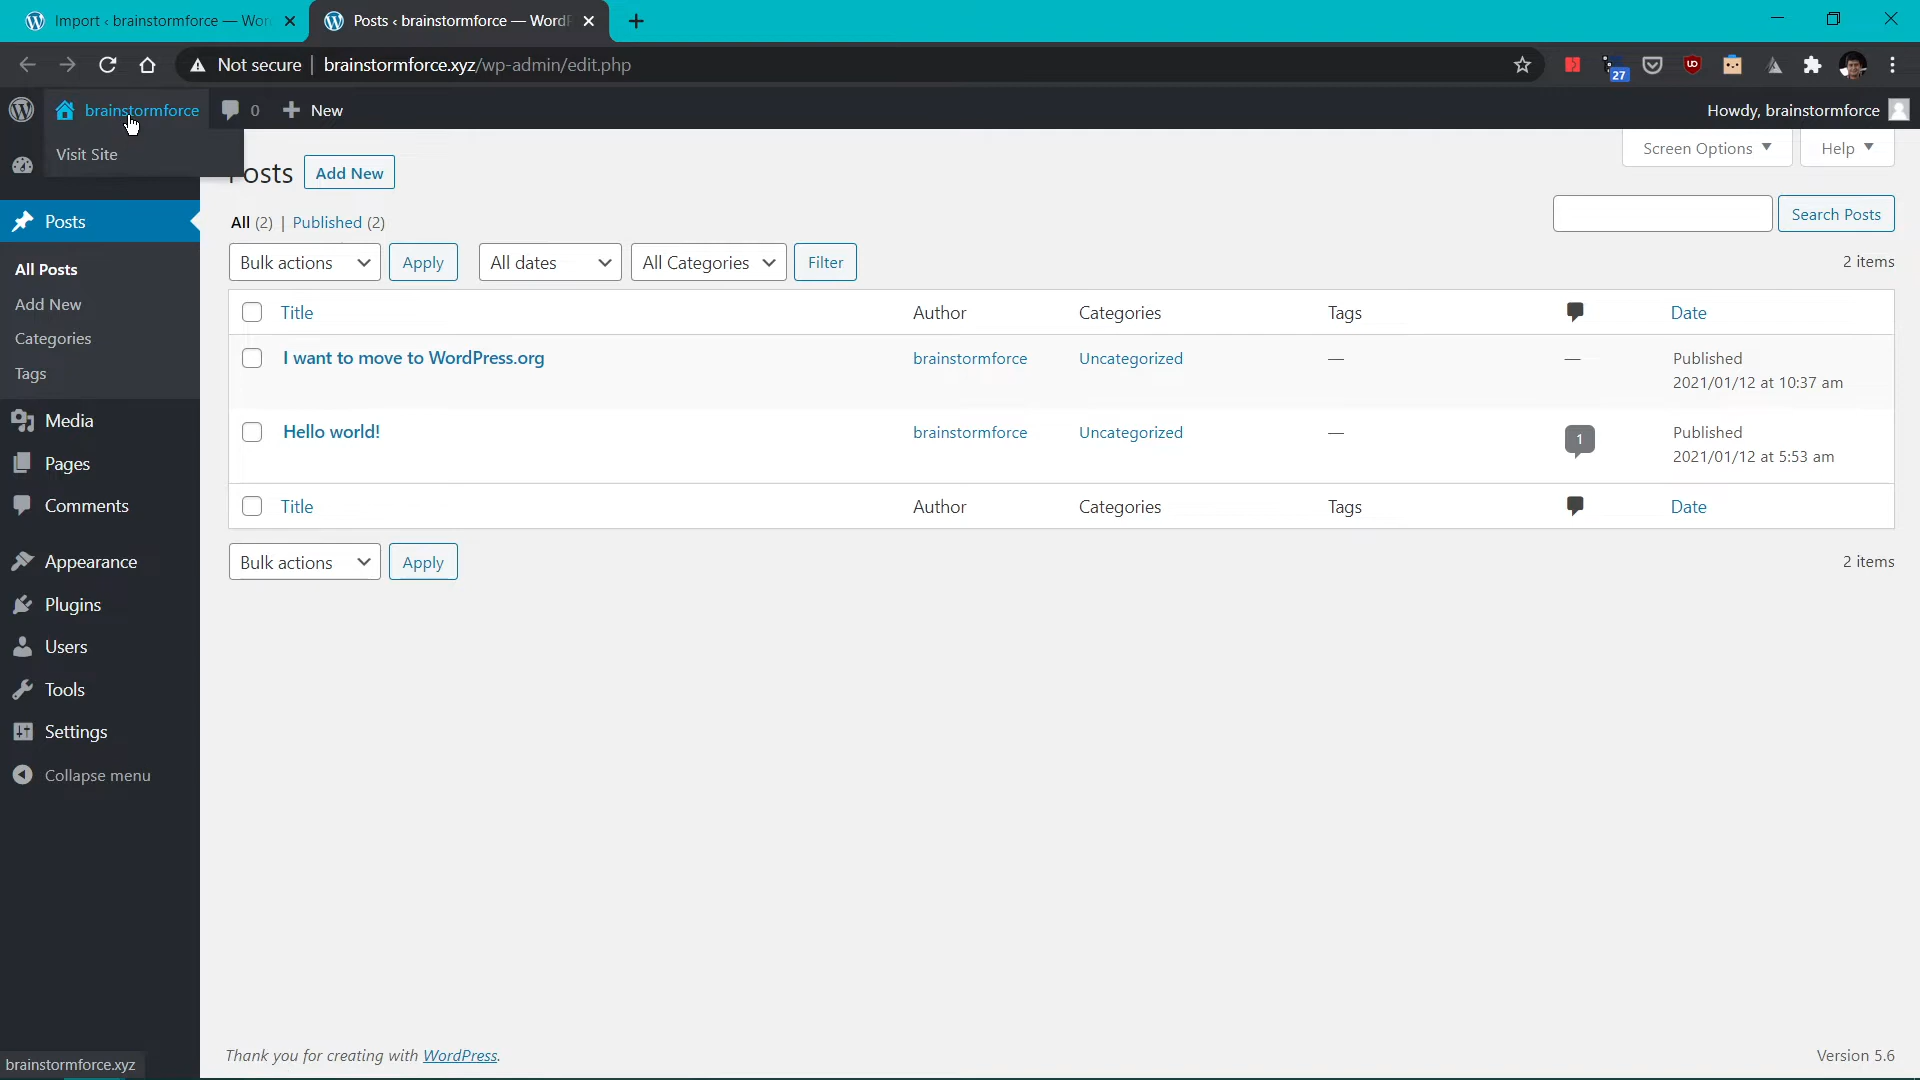 Import ‹ brainstormforce — Wor
Posts ‹ brainstormforce — WordP
Not secure | brainstormforce.xyz/wp-admin/edit.php
27
brainstormforce
0
New
Howdy, brainstormforce
Visit Site
Posts
Add New
Screen Options
Help
All (2) | Published (2)
Search Posts
Bulk actions
Apply
All dates
All Categories
Filter
2 items
Title
Author
Categories
Tags
Date
I want to move to WordPress.org
brainstormforce
Uncategorized
—
—
Published
2021/01/12 at 10:37 am
Hello world!
brainstormforce
Uncategorized
—
1
Published
2021/01/12 at 5:53 am
Title
Author
Categories
Tags
Date
Bulk actions
Apply
2 items
Posts
All Posts
Add New
Categories
Tags
Media
Pages
Comments
Appearance
Plugins
Users
Tools
Settings
Collapse menu
Thank you for creating with WordPress.
Version 5.6
brainstormforce.xyz